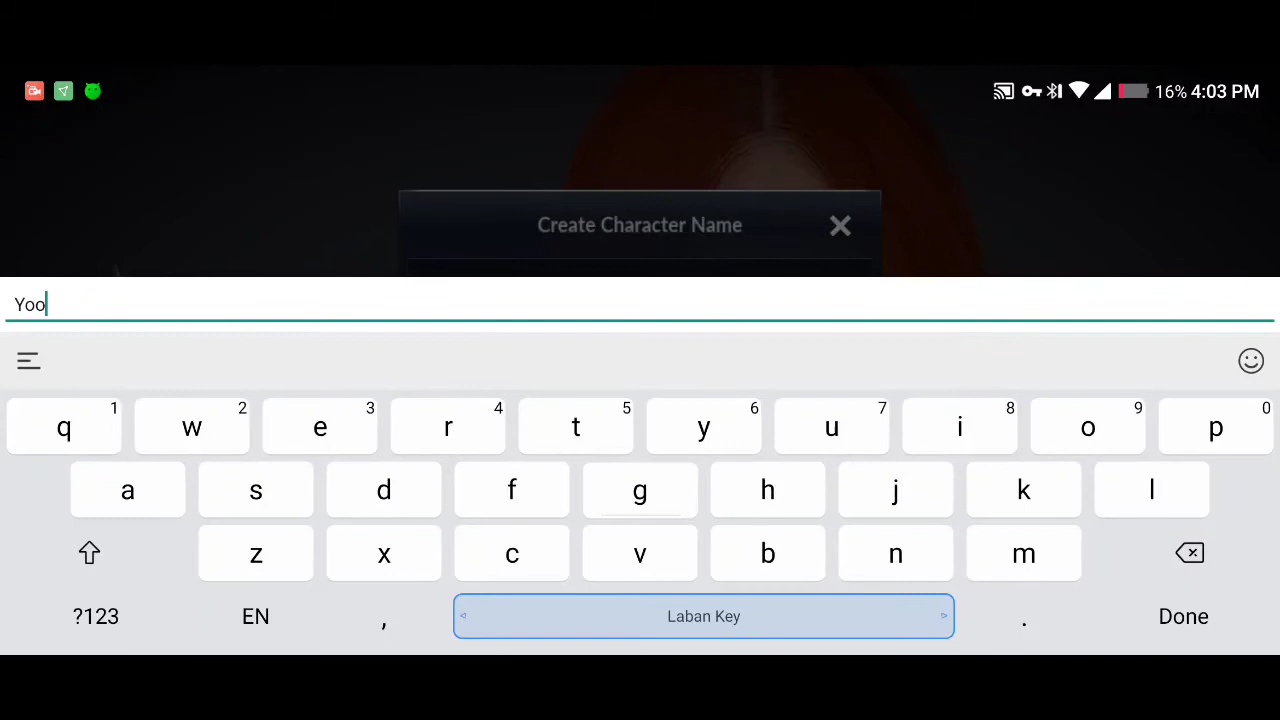 16% 4:03 PM
Create Character Name
Yoo
q 1 w 2 e 3 r 4 t 5 y 6 u 7 i 8 o 9 p 0
a s d f g h j k l
z x c v b n m
?123 EN , Laban Key . Done